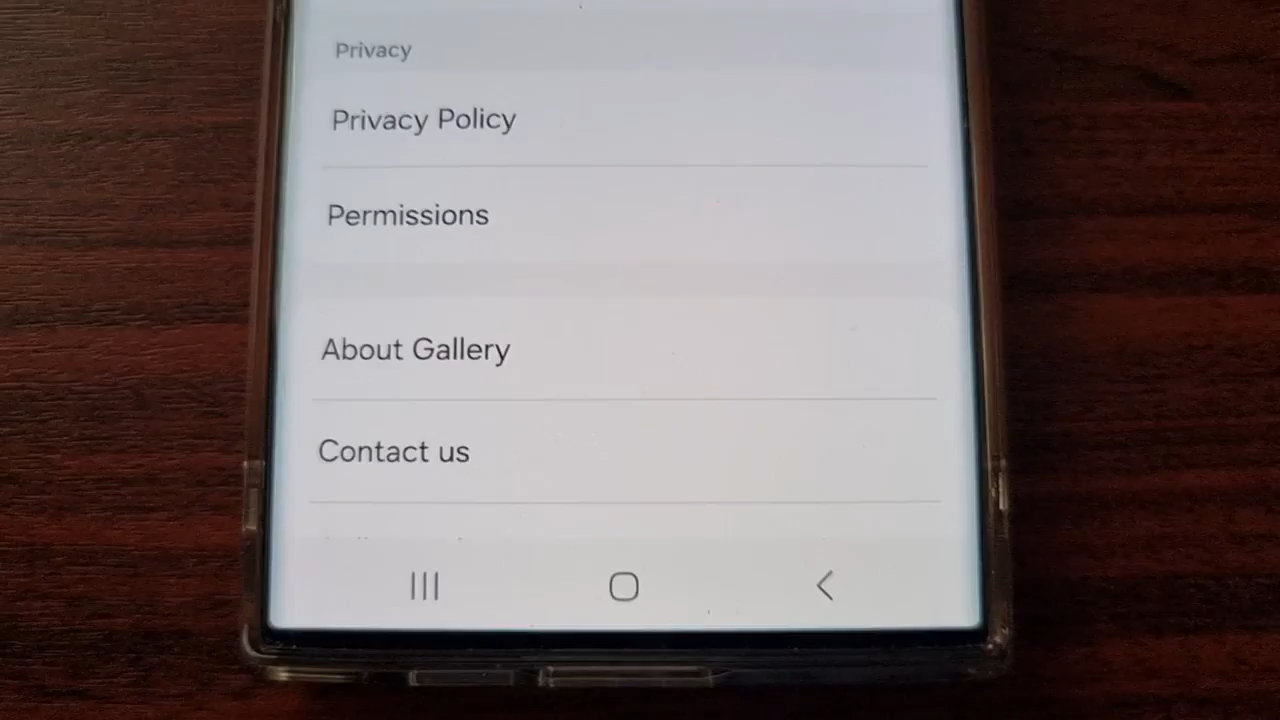 Privacy
Privacy Policy
Permissions
About Gallery
Contact us